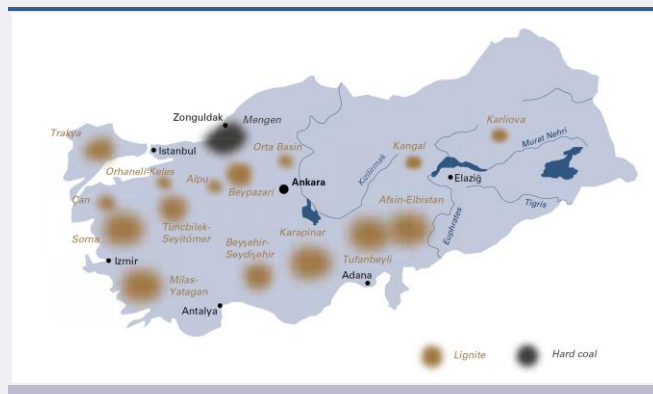 Zonguldak
Mengen
Trakya
Istanbul
Karliova
Orta Basin
Kangal
Murat Nehri
Orhaneli-Keles
Alpu
Kizilirmak
Beypazari
Ankara
Elaziğ
Çan
Afsin-Elbistan
Tigris
Tünçbilek-
Seyitömer
Soma
Beyşehir-
Seydişehir
Karapinar
Euphrates
Tufanbeyli
Izmir
Milas-
Yatagan
Adana
Antalya
Lignite
Hard coal